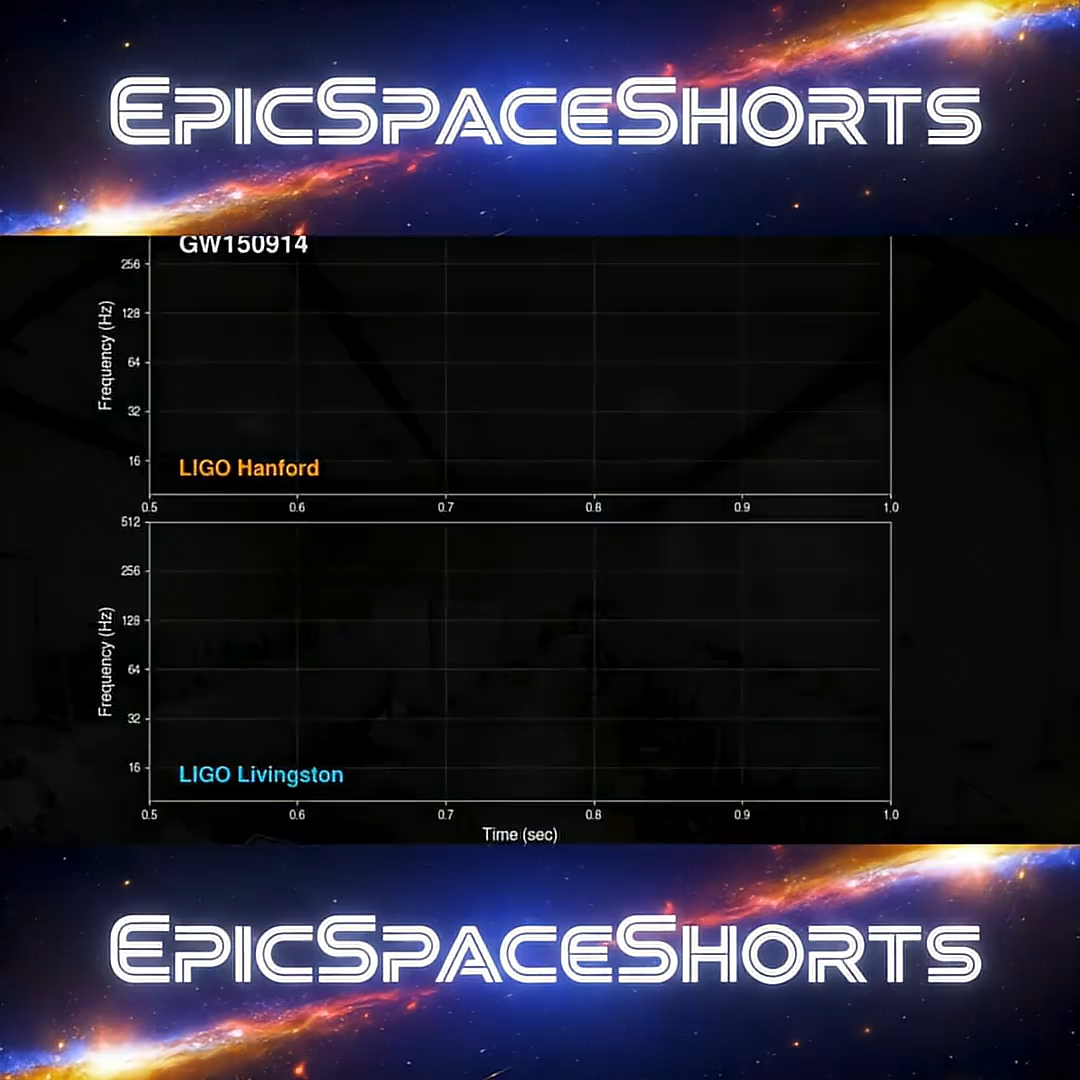 EPICSPACESHORTS
GW150914
256
128
64
32
16
Frequency (Hz)
LIGO Hanford
0.5 0.6 0.7 0.8 0.9 1.0
512
256
128
64
32
16
Frequency (Hz)
LIGO Livingston
0.5 0.6 0.7 0.8 0.9 1.0
Time (sec)
EPICSPACESHORTS